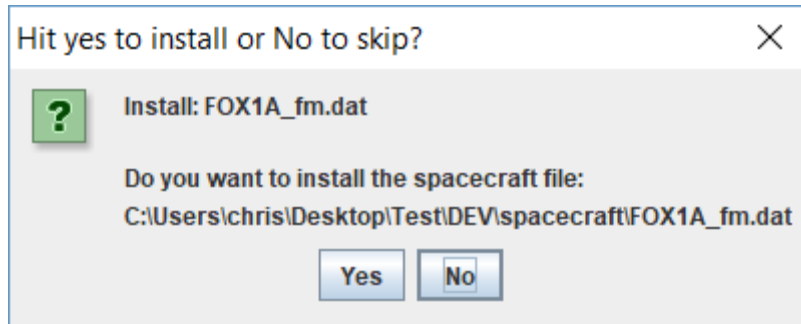 Hit yes to install or No to skip?
Install: FOX1A_fm.dat
Do you want to install the spacecraft file:
C:\Users\chris\Desktop\Test\DEV\spacecraft\FOX1A_fm.dat
Yes No